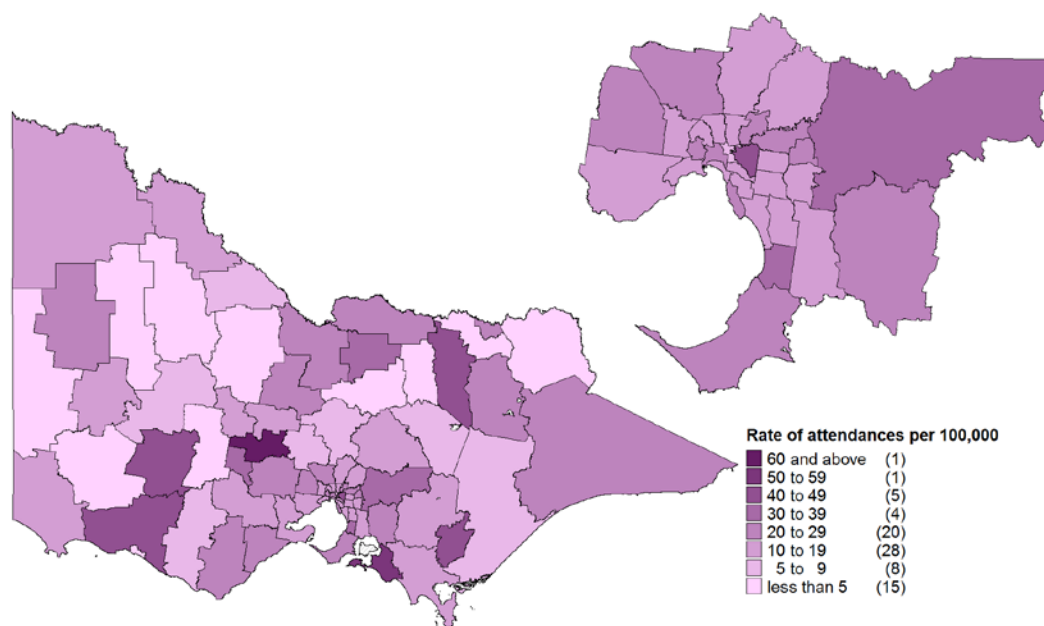 Rate of attendances per 100,000
60 and above (1)
50 to 59 (1)
40 to 49 (5)
30 to 39 (4)
20 to 29 (20)
10 to 19 (28)
5 to 9 (8)
less than 5 (15)